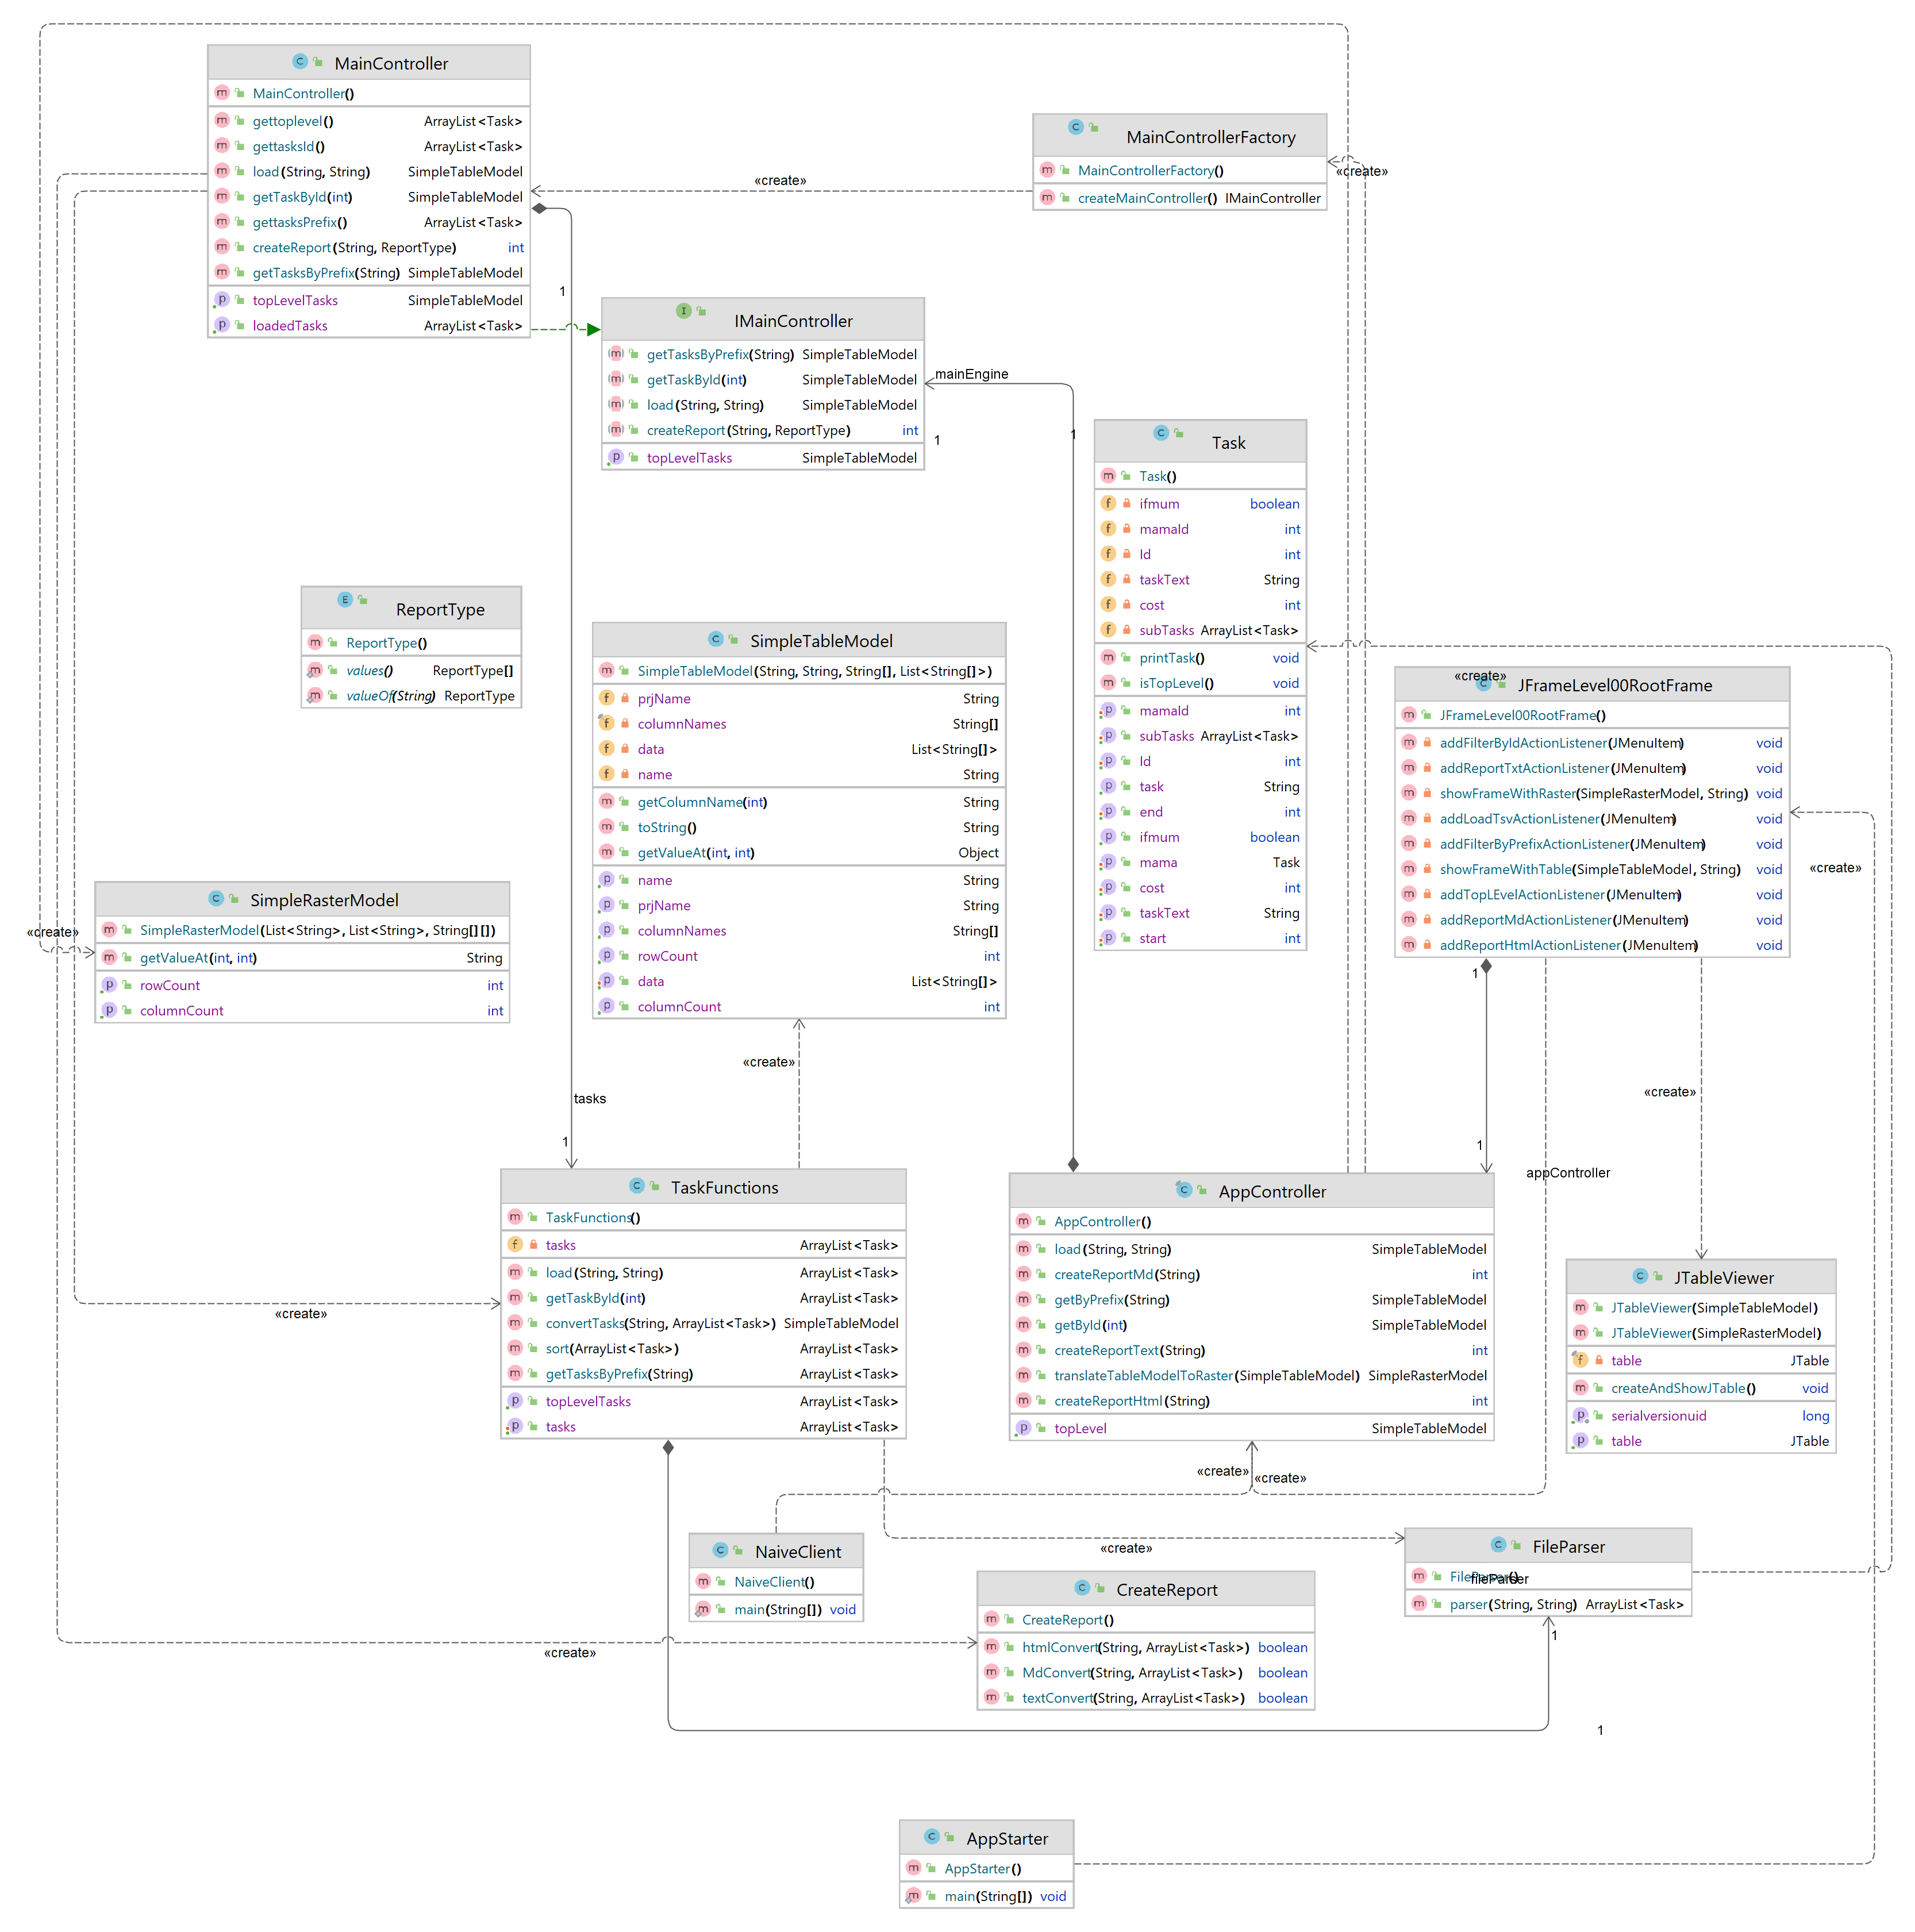 MainController
MainController()
gettoplevel() ArrayList<Task>
gettasksId() ArrayList<Task>
load(String, String) SimpleTableModel
getTaskById(int) SimpleTableModel
gettasksPrefix() ArrayList<Task>
createReport(String, ReportType) int
getTasksByPrefix(String) SimpleTableModel
topLevelTasks SimpleTableModel
loadedTasks ArrayList<Task>
MainControllerFactory
MainControllerFactory()
createMainController() IMainController
«create»
«create»
1
IMainController
getTasksByPrefix(String) SimpleTableModel
getTaskById(int) SimpleTableModel
load(String, String) SimpleTableModel
createReport(String, ReportType) int
topLevelTasks SimpleTableModel
mainEngine
1
1
Task
Task()
ifmum boolean
mamaId int
Id int
taskText String
cost int
subTasks ArrayList<Task>
printTask() void
isTopLevel() void
mamaId int
subTasks ArrayList<Task>
Id int
task String
end int
ifmum boolean
mama Task
cost int
taskText String
start int
ReportType
ReportType()
values() ReportType[]
valueOf(String) ReportType
SimpleTableModel
SimpleTableModel(String, String, String[], List<String[]>)
prjName String
columnNames String[]
data List<String[]>
name String
getColumnName(int) String
toString() String
getValueAt(int, int) Object
name String
prjName String
columnNames String[]
rowCount int
data List<String[]>
columnCount int
«create»
JFrameLevel00RootFrame
JFrameLevel00RootFrame()
addFilterByIdActionListener(JMenuItem) void
addReportTxtActionListener(JMenuItem) void
showFrameWithRaster(SimpleRasterModel, String) void
addLoadTsvActionListener(JMenuItem) void
addFilterByPrefixActionListener(JMenuItem) void
showFrameWithTable(SimpleTableModel, String) void
addTopLEvelActionListener(JMenuItem) void
addReportMdActionListener(JMenuItem) void
addReportHtmlActionListener(JMenuItem) void
«create»
SimpleRasterModel
SimpleRasterModel(List<String>, List<String>, String[][])
getValueAt(int, int) String
rowCount int
columnCount int
«create»
1
«create»
«create»
tasks
1
1
appController
TaskFunctions
TaskFunctions()
tasks ArrayList<Task>
load(String, String) ArrayList<Task>
getTaskById(int) ArrayList<Task>
convertTasks(String, ArrayList<Task>) SimpleTableModel
sort(ArrayList<Task>) ArrayList<Task>
getTasksByPrefix(String) ArrayList<Task>
topLevelTasks ArrayList<Task>
tasks ArrayList<Task>
«create»
AppController
AppController()
load(String, String) SimpleTableModel
createReportMd(String) int
getByPrefix(String) SimpleTableModel
getById(int) SimpleTableModel
createReportText(String) int
translateTableModelToRaster(SimpleTableModel) SimpleRasterModel
createReportHtml(String) int
topLevel SimpleTableModel
JTableViewer
JTableViewer(SimpleTableModel)
JTableViewer(SimpleRasterModel)
table JTable
createAndShowJTable() void
serialversionuid long
table JTable
«create»
«create»
NaiveClient
NaiveClient()
main(String[]) void
«create»
FileParser
fileParser
parser(String, String) ArrayList<Task>
CreateReport
CreateReport()
htmlConvert(String, ArrayList<Task>) boolean
MdConvert(String, ArrayList<Task>) boolean
textConvert(String, ArrayList<Task>) boolean
«create»
1
1
AppStarter
AppStarter()
main(String[]) void